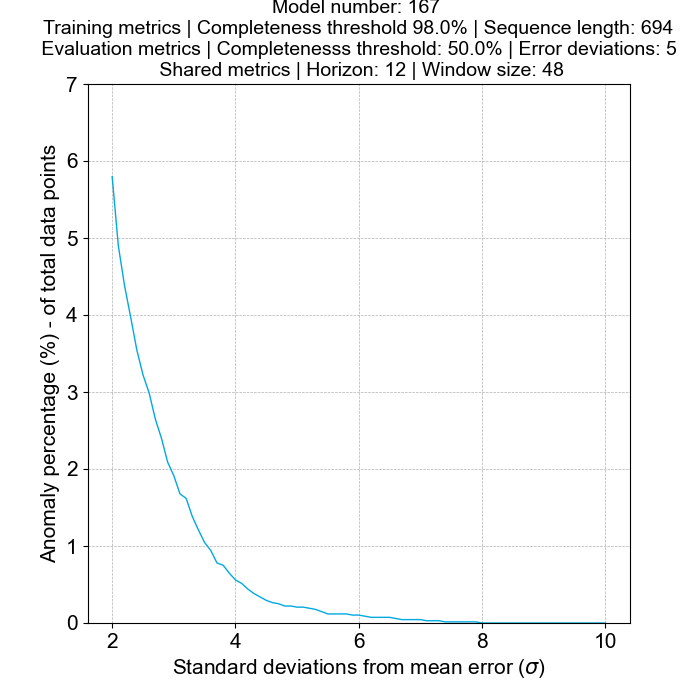 Model number: 167
Training metrics | Completeness threshold 98.0% | Sequence length: 694
Evaluation metrics | Completenesss threshold: 50.0% | Error deviations: 5
Shared metrics | Horizon: 12 | Window size: 48
7
6
5
4
3
2
1
0
Anomaly percentage (%) - of total data points
2 4 6 8 10
Standard deviations from mean error (σ)